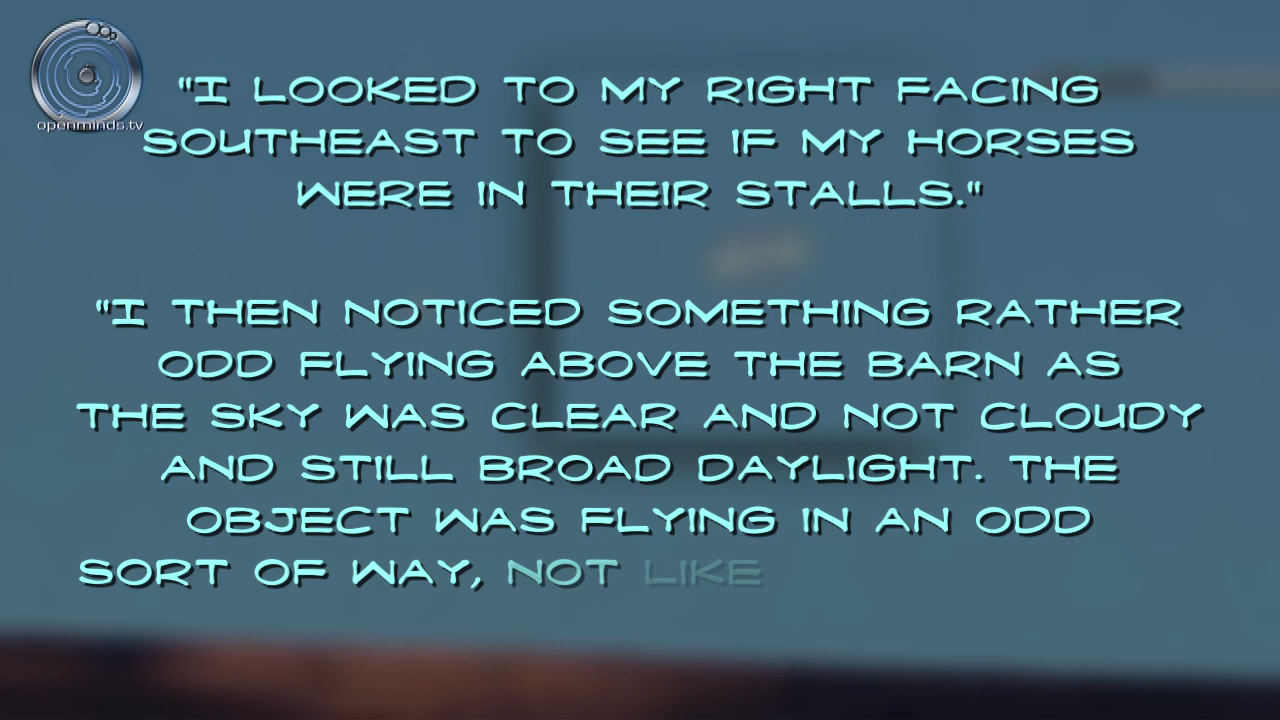 openminds.tv
"I LOOKED TO MY RIGHT FACING
SOUTHEAST TO SEE IF MY HORSES
WERE IN THEIR STALLS."
"I THEN NOTICED SOMETHING RATHER
ODD FLYING ABOVE THE BARN AS
THE SKY WAS CLEAR AND NOT CLOUDY
AND STILL BROAD DAYLIGHT. THE
OBJECT WAS FLYING IN AN ODD
SORT OF WAY, NOT LIKE